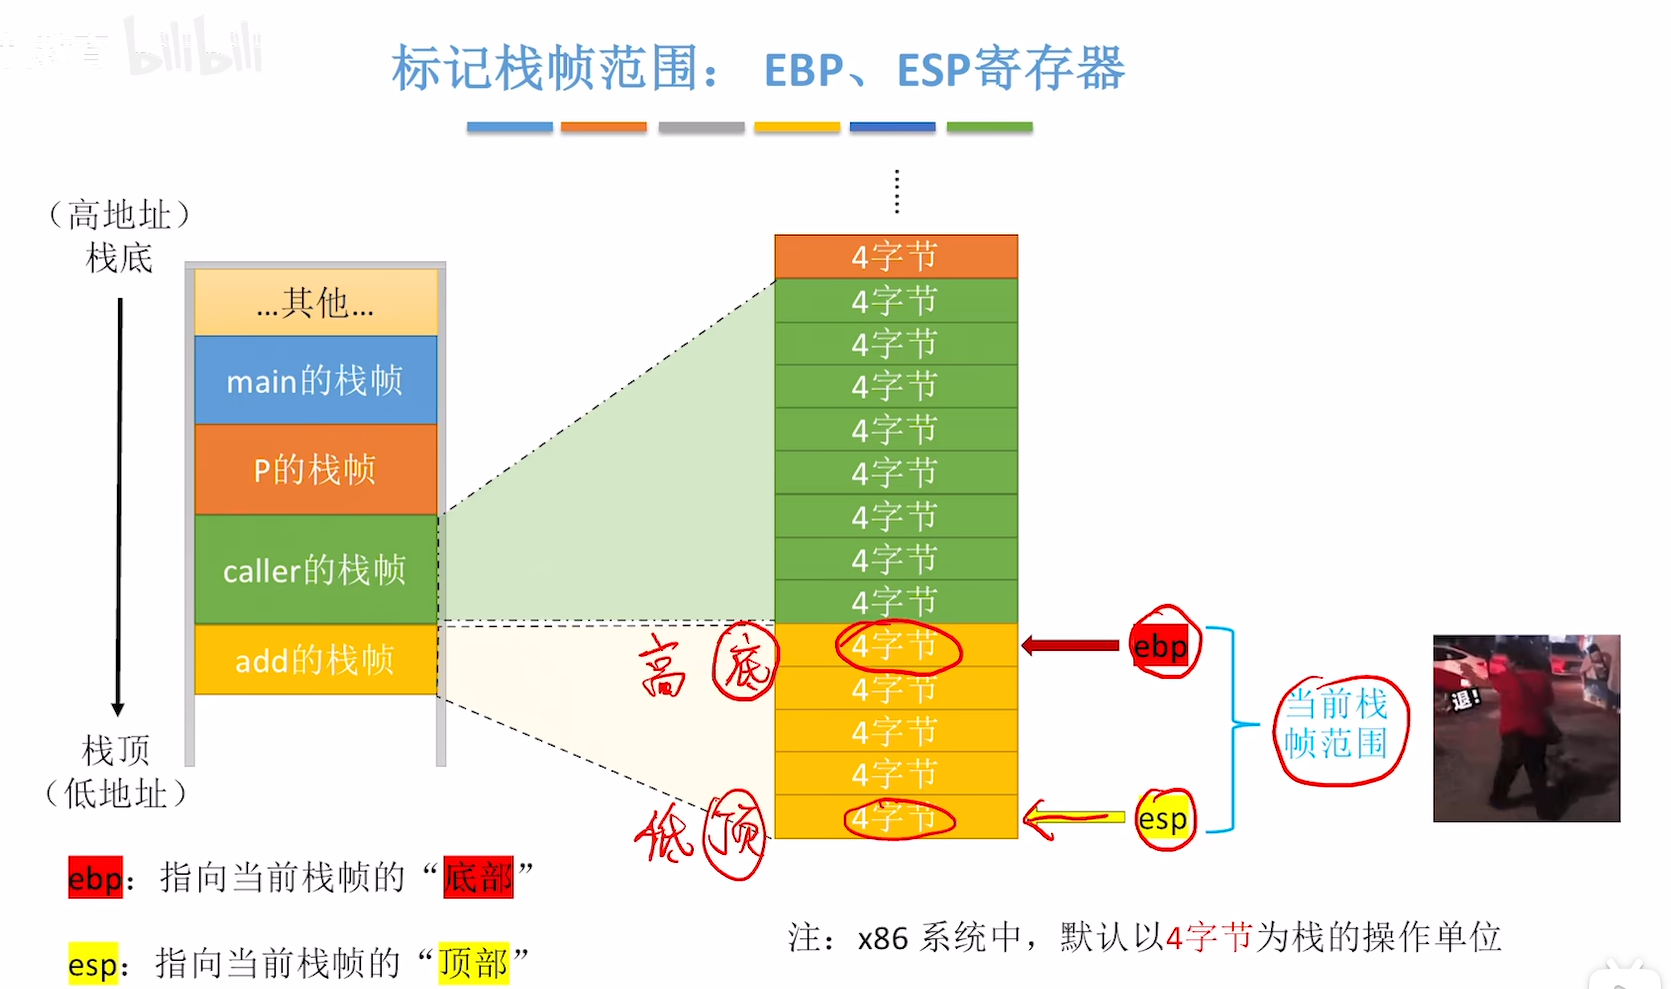 bilibili
标记栈帧范围： EBP、ESP寄存器
（高地址）
栈底
...其他...
main的栈帧
P的栈帧
caller的栈帧
add的栈帧
栈顶
（低地址）
4字节
4字节
4字节
4字节
4字节
4字节
4字节
4字节
4字节
4字节
4字节
4字节
4字节
4字节
高 底
低 顶
ebp
esp
当前栈
帧范围
退！
ebp：指向当前栈帧的“底部”
esp：指向当前栈帧的“顶部”
注：x86 系统中，默认以4字节为栈的操作单位